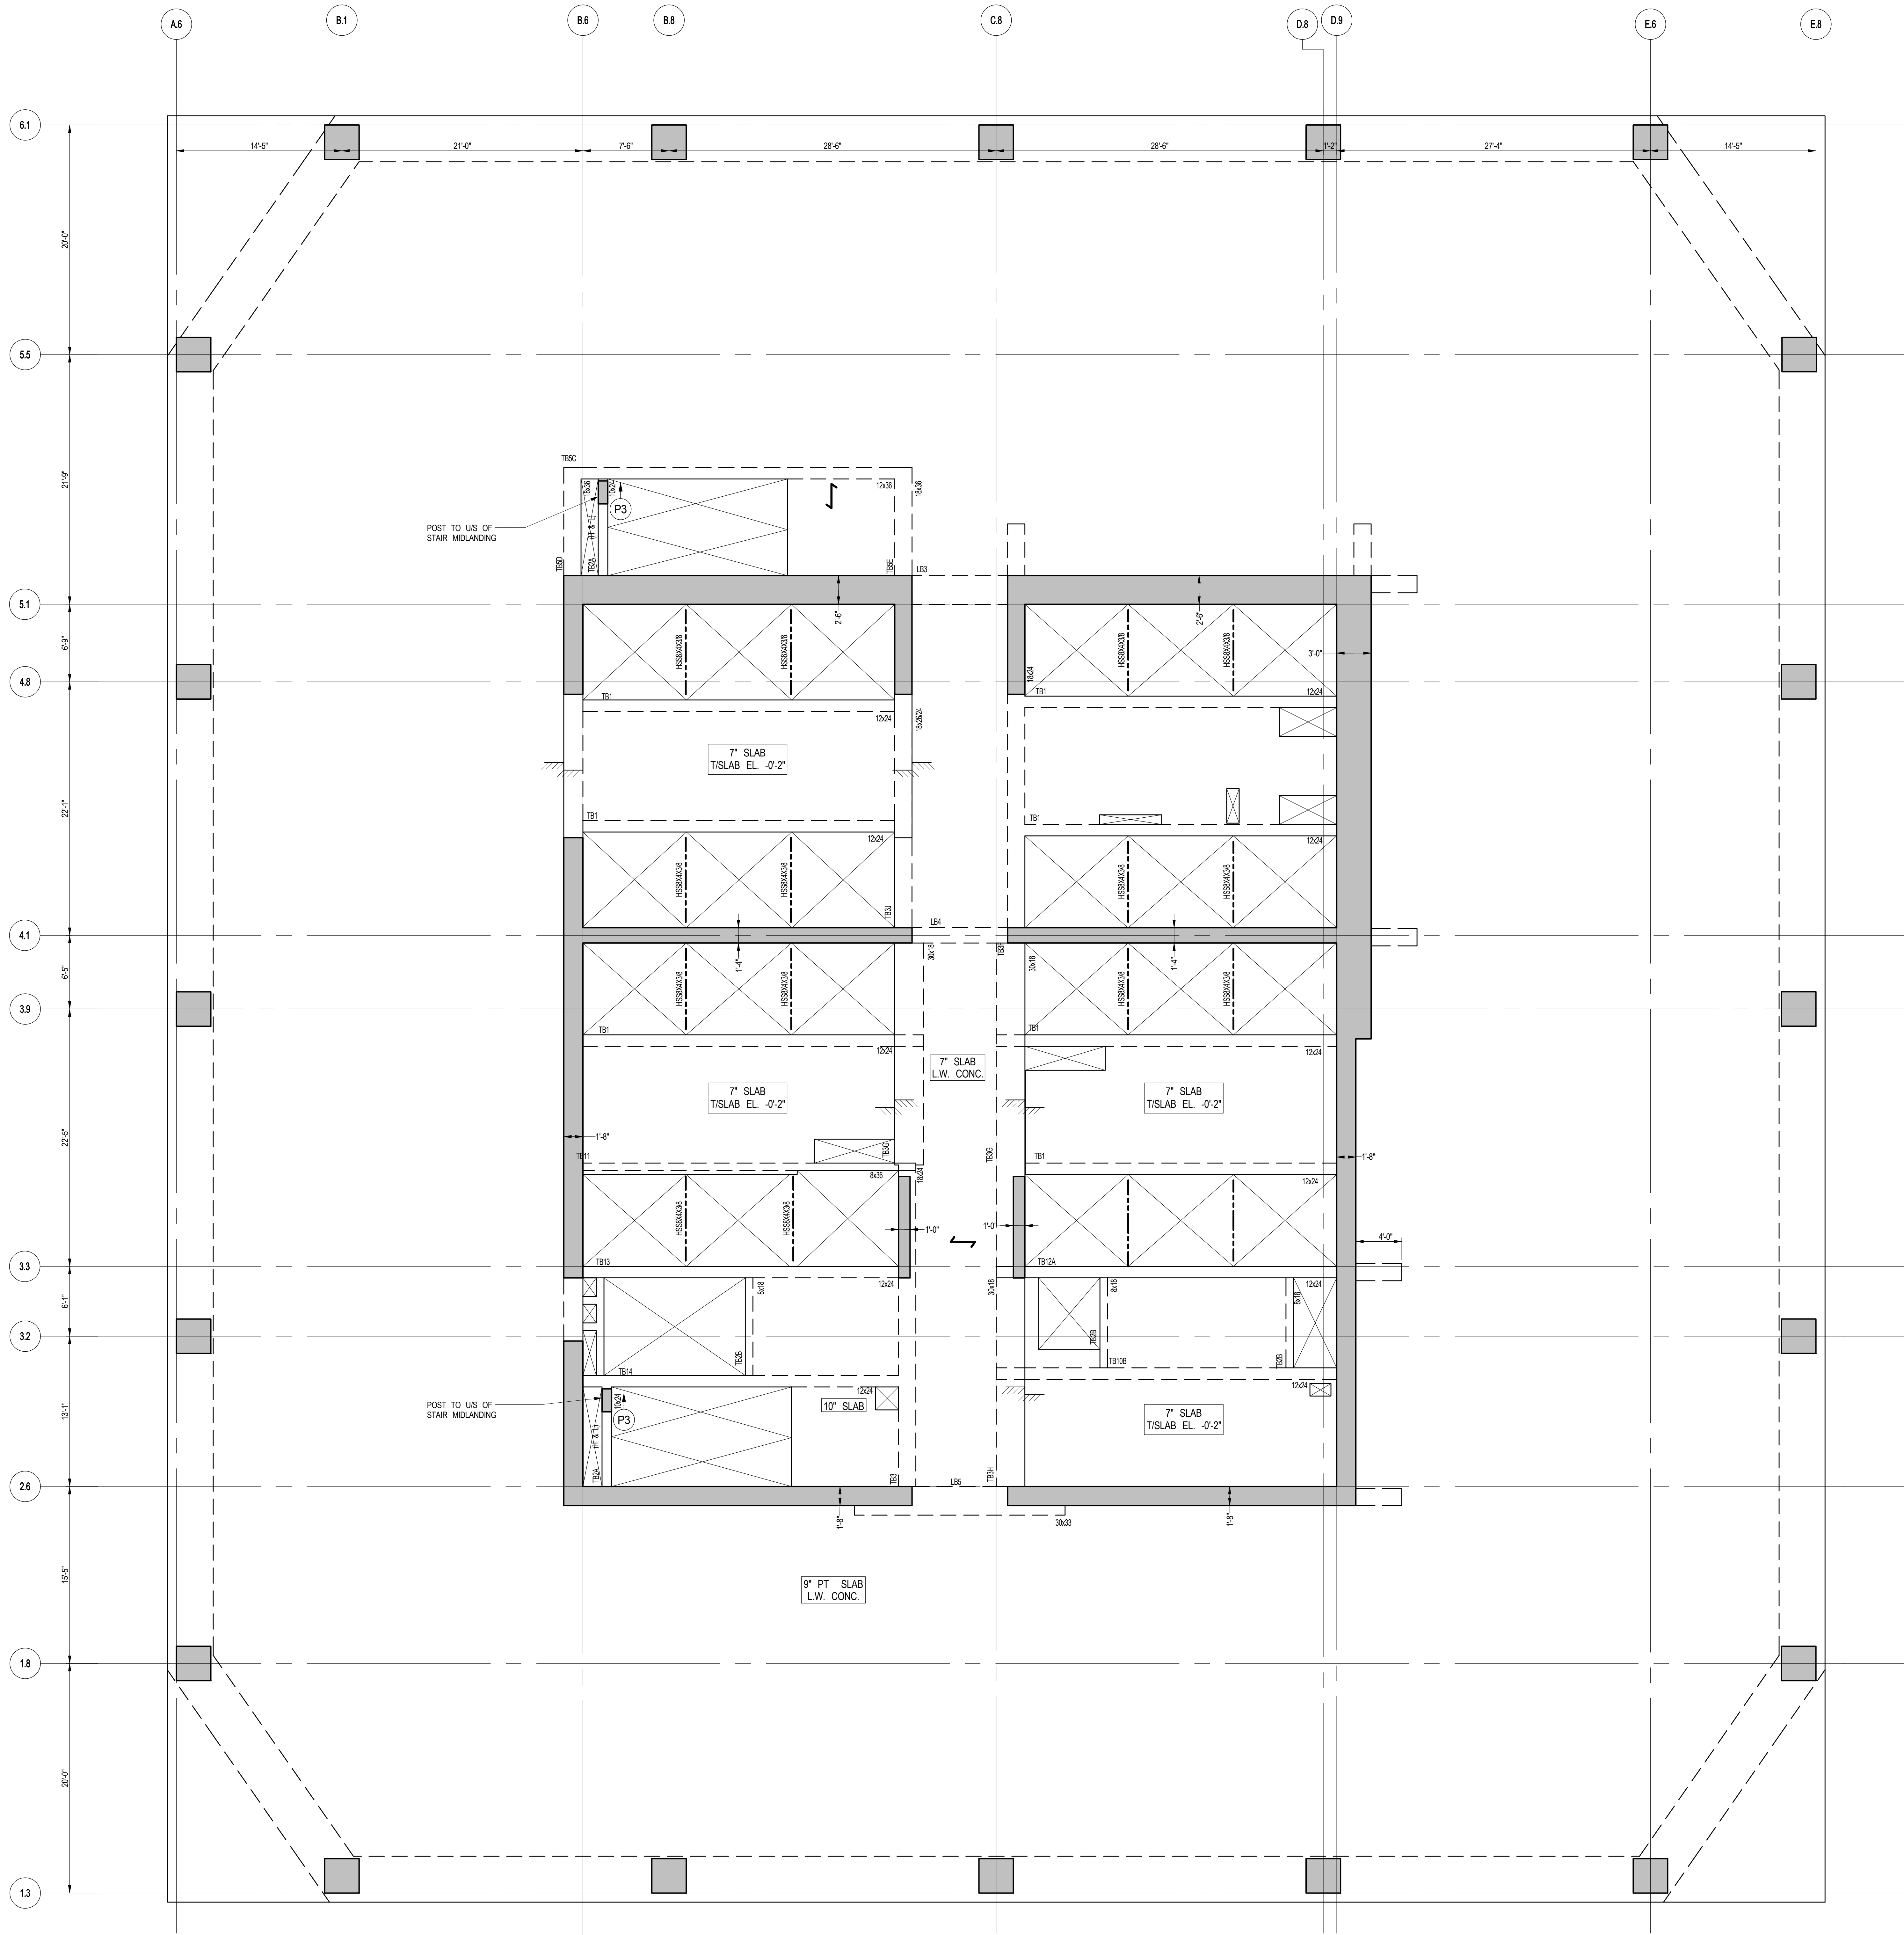 A.6
B.1
B.6
B.8
C.8
D.8
D.9
E.6
E.8
6.1
14'-5"
21'-0"
7'-6"
28'-6"
28'-6"
1'-2"
27'-4"
14'-5"
20'-0"
5.5
21'-9"
TB5C
18x36
10x24
P3
12x36
18x36
POST TO U/S OF
STAIR MIDLANDING
(H & L)
TB5D
TB2A
TB5E
LB3
5.1
2'-6"
2'-6"
6'-9"
HSS8X4X3/8
HSS8X4X3/8
HSS8X4X3/8
HSS8X4X3/8
3'-0"
18x24
4.8
TB1
TB1
12x24
12x24
18x26/24
7" SLAB
T/SLAB EL. -0'-2"
22'-1"
TB1
TB1
12x24
12x24
HSS8X4X3/8
HSS8X4X3/8
HSS8X4X3/8
HSS8X4X3/8
TB3J
LB4
4.1
30x18
TB3F
30x18
1'-4"
1'-4"
6'-5"
HSS8X4X3/8
HSS8X4X3/8
HSS8X4X3/8
HSS8X4X3/8
3.9
TB1
TB1
12x24
12x24
7" SLAB
L.W. CONC.
7" SLAB
T/SLAB EL. -0'-2"
7" SLAB
T/SLAB EL. -0'-2"
22'-5"
1'-8"
TB11
TB3G
TB3G
TB1
1'-8"
8x36
18x24
12x24
HSS8X4X3/8
HSS8X4X3/8
1'-0"
1'-0"
4'-0"
3.3
TB13
TB12A
12x24
8x18
30x18
8x18
8x18
12x24
6'-1"
3.2
TB2B
TB2B
TB2B
TB14
TB10B
12x24
12x24
10x24
P3
10" SLAB
POST TO U/S OF
STAIR MIDLANDING
(H & L)
7" SLAB
T/SLAB EL. -0'-2"
13'-1"
TB2A
TB3
TB3H
LB5
2.6
1'-8"
30x33
1'-8"
15'-5"
9" PT SLAB
L.W. CONC.
1.8
20'-0"
1.3